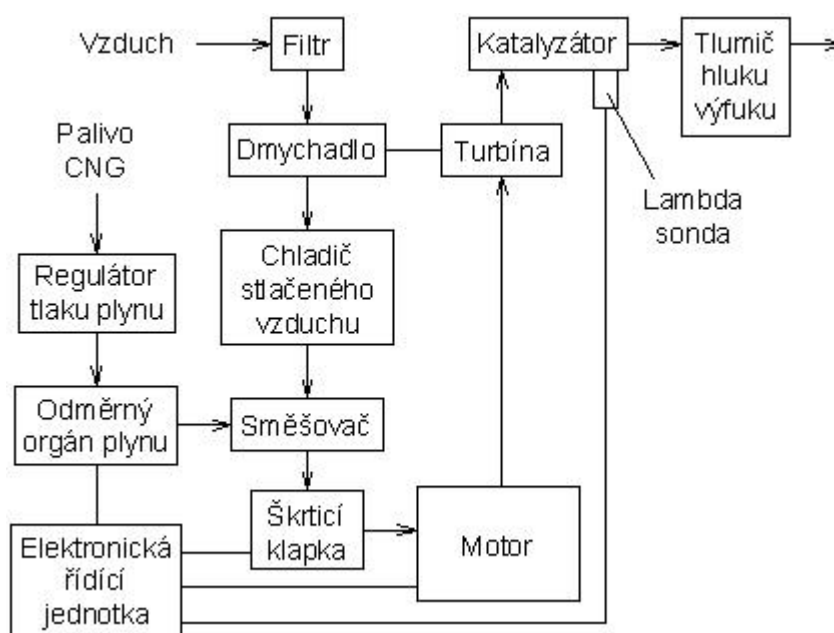 Vzduch
Filtr
Katalyzátor
Tlumič
hluku
výfuku
Palivo
CNG
Dmychadlo
Turbína
Lambda
sonda
Regulátor
tlaku plynu
Chladič
stlačeného
vzduchu
Odměrný
orgán plynu
Směšovač
Škrticí
klapka
Motor
Elektronická
řídící
jednotka